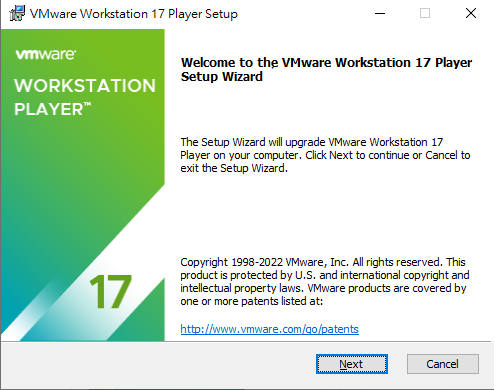 VMware Workstation 17 Player Setup
vmware
WORKSTATION
PLAYER™
17
Welcome to the VMware Workstation 17 Player
Setup Wizard
The Setup Wizard will upgrade VMware Workstation 17
Player on your computer. Click Next to continue or Cancel to
exit the Setup Wizard.
Copyright 1998-2022 VMware, Inc. All rights reserved. This
product is protected by U.S. and international copyright and
intellectual property laws. VMware products are covered by
one or more patents listed at:
http://www.vmware.com/go/patents
Next
Cancel